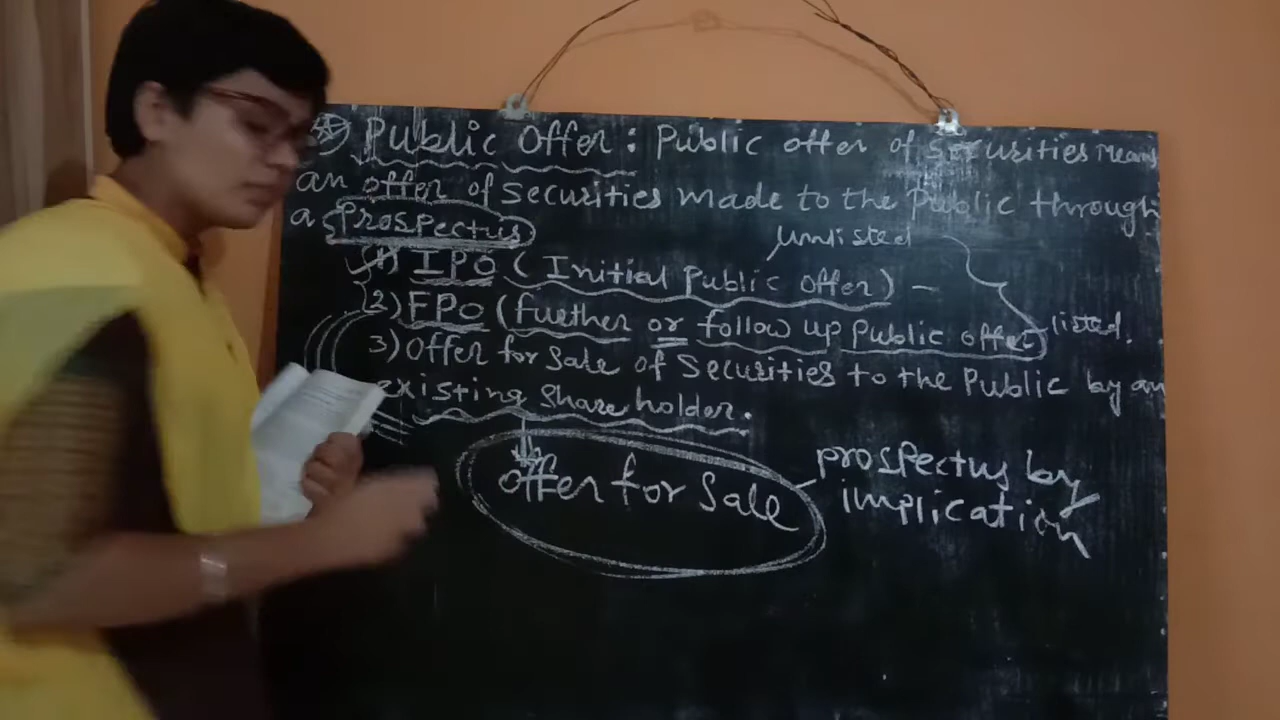 Public Offer : Public offer of Securities Means
an offer of Securities made to the Public through
a Prospectus
Unlisted
1) IPO ( Initial Public offer ) -
2) FPO (further or follow up Public offer) listed.
3) Offer for Sale of Securities to the Public by an
existing Share holder.
offer for Sale
prospectus by
implication